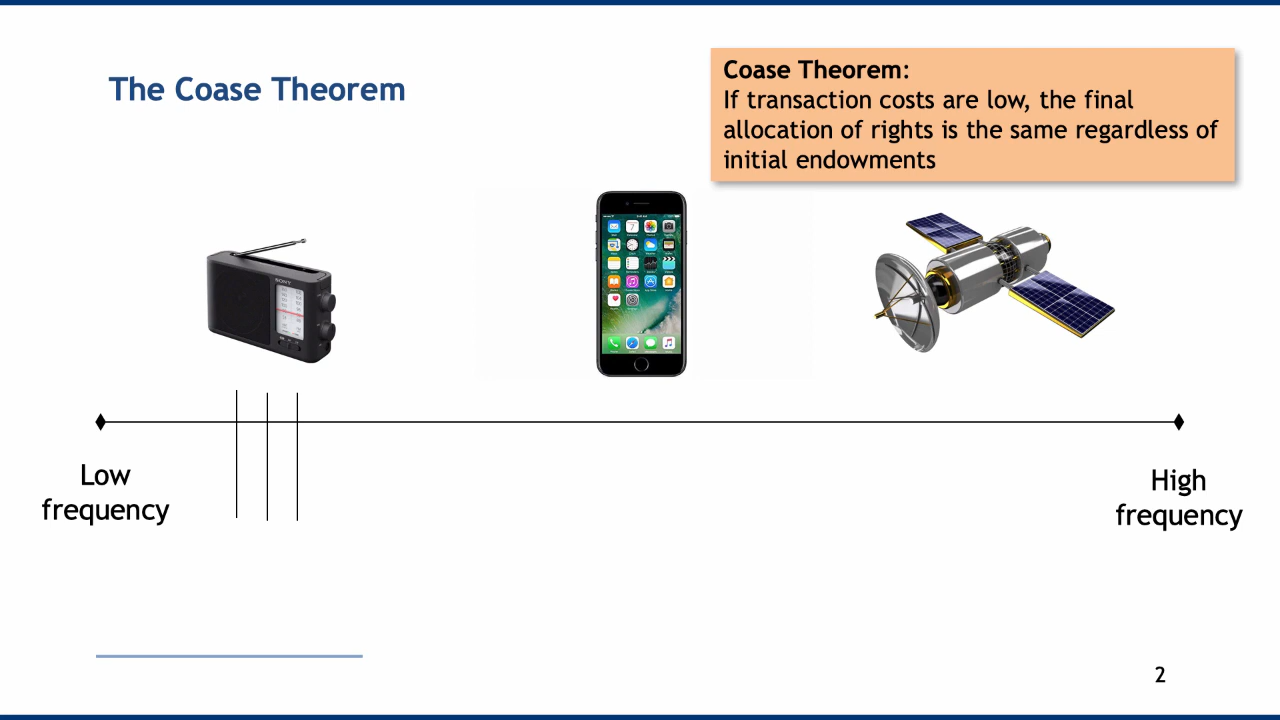 The Coase Theorem
Coase Theorem:
If transaction costs are low, the final
allocation of rights is the same regardless of
initial endowments
SONY
Low
frequency
High
frequency
2